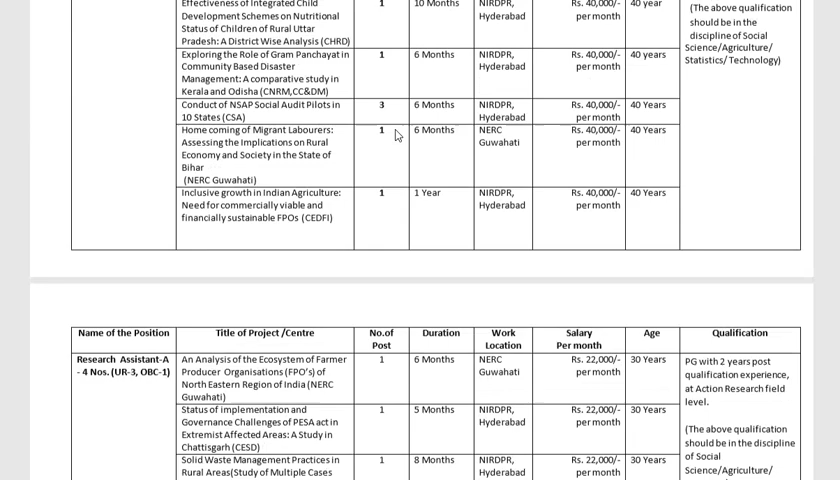 Effectiveness of Integrated Child
Development Schemes on Nutritional
Status of Children of Rural Uttar
Pradesh: A District Wise Analysis (CHRD)
1
10 Months
NIRDPR,
Hyderabad
Rs. 40,000/-
per month
40 year
(The above qualification
should be in the
discipline of Social
Science/Agriculture/
Statistics/ Technology)
Exploring the Role of Gram Panchayat in
Community Based Disaster
Management: A comparative study in
Kerala and Odisha (CNRM,CC&DM)
1
6 Months
NIRDPR,
Hyderabad
Rs. 40,000/-
per month
40 years
Conduct of NSAP Social Audit Pilots in
10 States (CSA)
3
6 Months
NIRDPR,
Hyderabad
Rs. 40,000/-
per month
40 Years
Home coming of Migrant Labourers:
Assessing the Implications on Rural
Economy and Society in the State of
Bihar
(NERC Guwahati)
1
6 Months
NERC
Guwahati
Rs. 40,000/-
per month
40 Years
Inclusive growth in Indian Agriculture:
Need for commercially viable and
financially sustainable FPOs (CEDFI)
1
1 Year
NIRDPR,
Hyderabad
Rs. 40,000/-
per month
40 Years
Name of the Position
Title of Project /Centre
No.of
Post
Duration
Work
Location
Salary
Per month
Age
Qualification
Research Assistant-A
- 4 Nos. (UR-3, OBC-1)
An Analysis of the Ecosystem of Farmer
Producer Organisations (FPO's) of
North Eastern Region of India (NERC
Guwahati)
1
6 Months
NERC
Guwahati
Rs. 22,000/-
per month
30 Years
PG with 2 years post
qualification experience,
at Action Research field
level.
(The above qualification
should be in the discipline
of Social
Science/Agriculture/
Status of implementation and
Governance Challenges of PESA act in
Extremist Affected Areas: A Study in
Chattisgarh (CESD)
1
5 Months
NIRDPR,
Hyderabad
Rs. 22,000/-
per month
30 Years
Solid Waste Management Practices in
Rural Areas(Study of Multiple Cases
1
8 Months
NIRDPR,
Hyderabad
Rs. 22,000/-
per month
30 Years